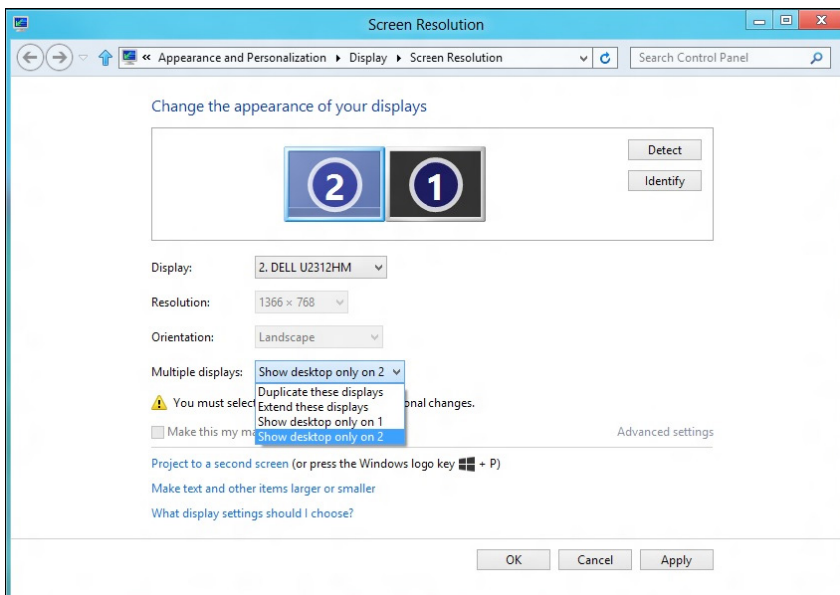 Screen Resolution
« Appearance and Personalization Display Screen Resolution Search Control Panel
Change the appearance of your displays
2 1
Detect
Identify
Display: 2. DELL U2312HM
Resolution: 1366 × 768
Orientation: Landscape
Multiple displays: Show desktop only on 2
Duplicate these displays
You must selec onal changes.
Extend these displays
Show desktop only on 1
Make this my m Show desktop only on 2 Advanced settings
Project to a second screen (or press the Windows logo key + P)
Make text and other items larger or smaller
What display settings should I choose?
OK Cancel Apply